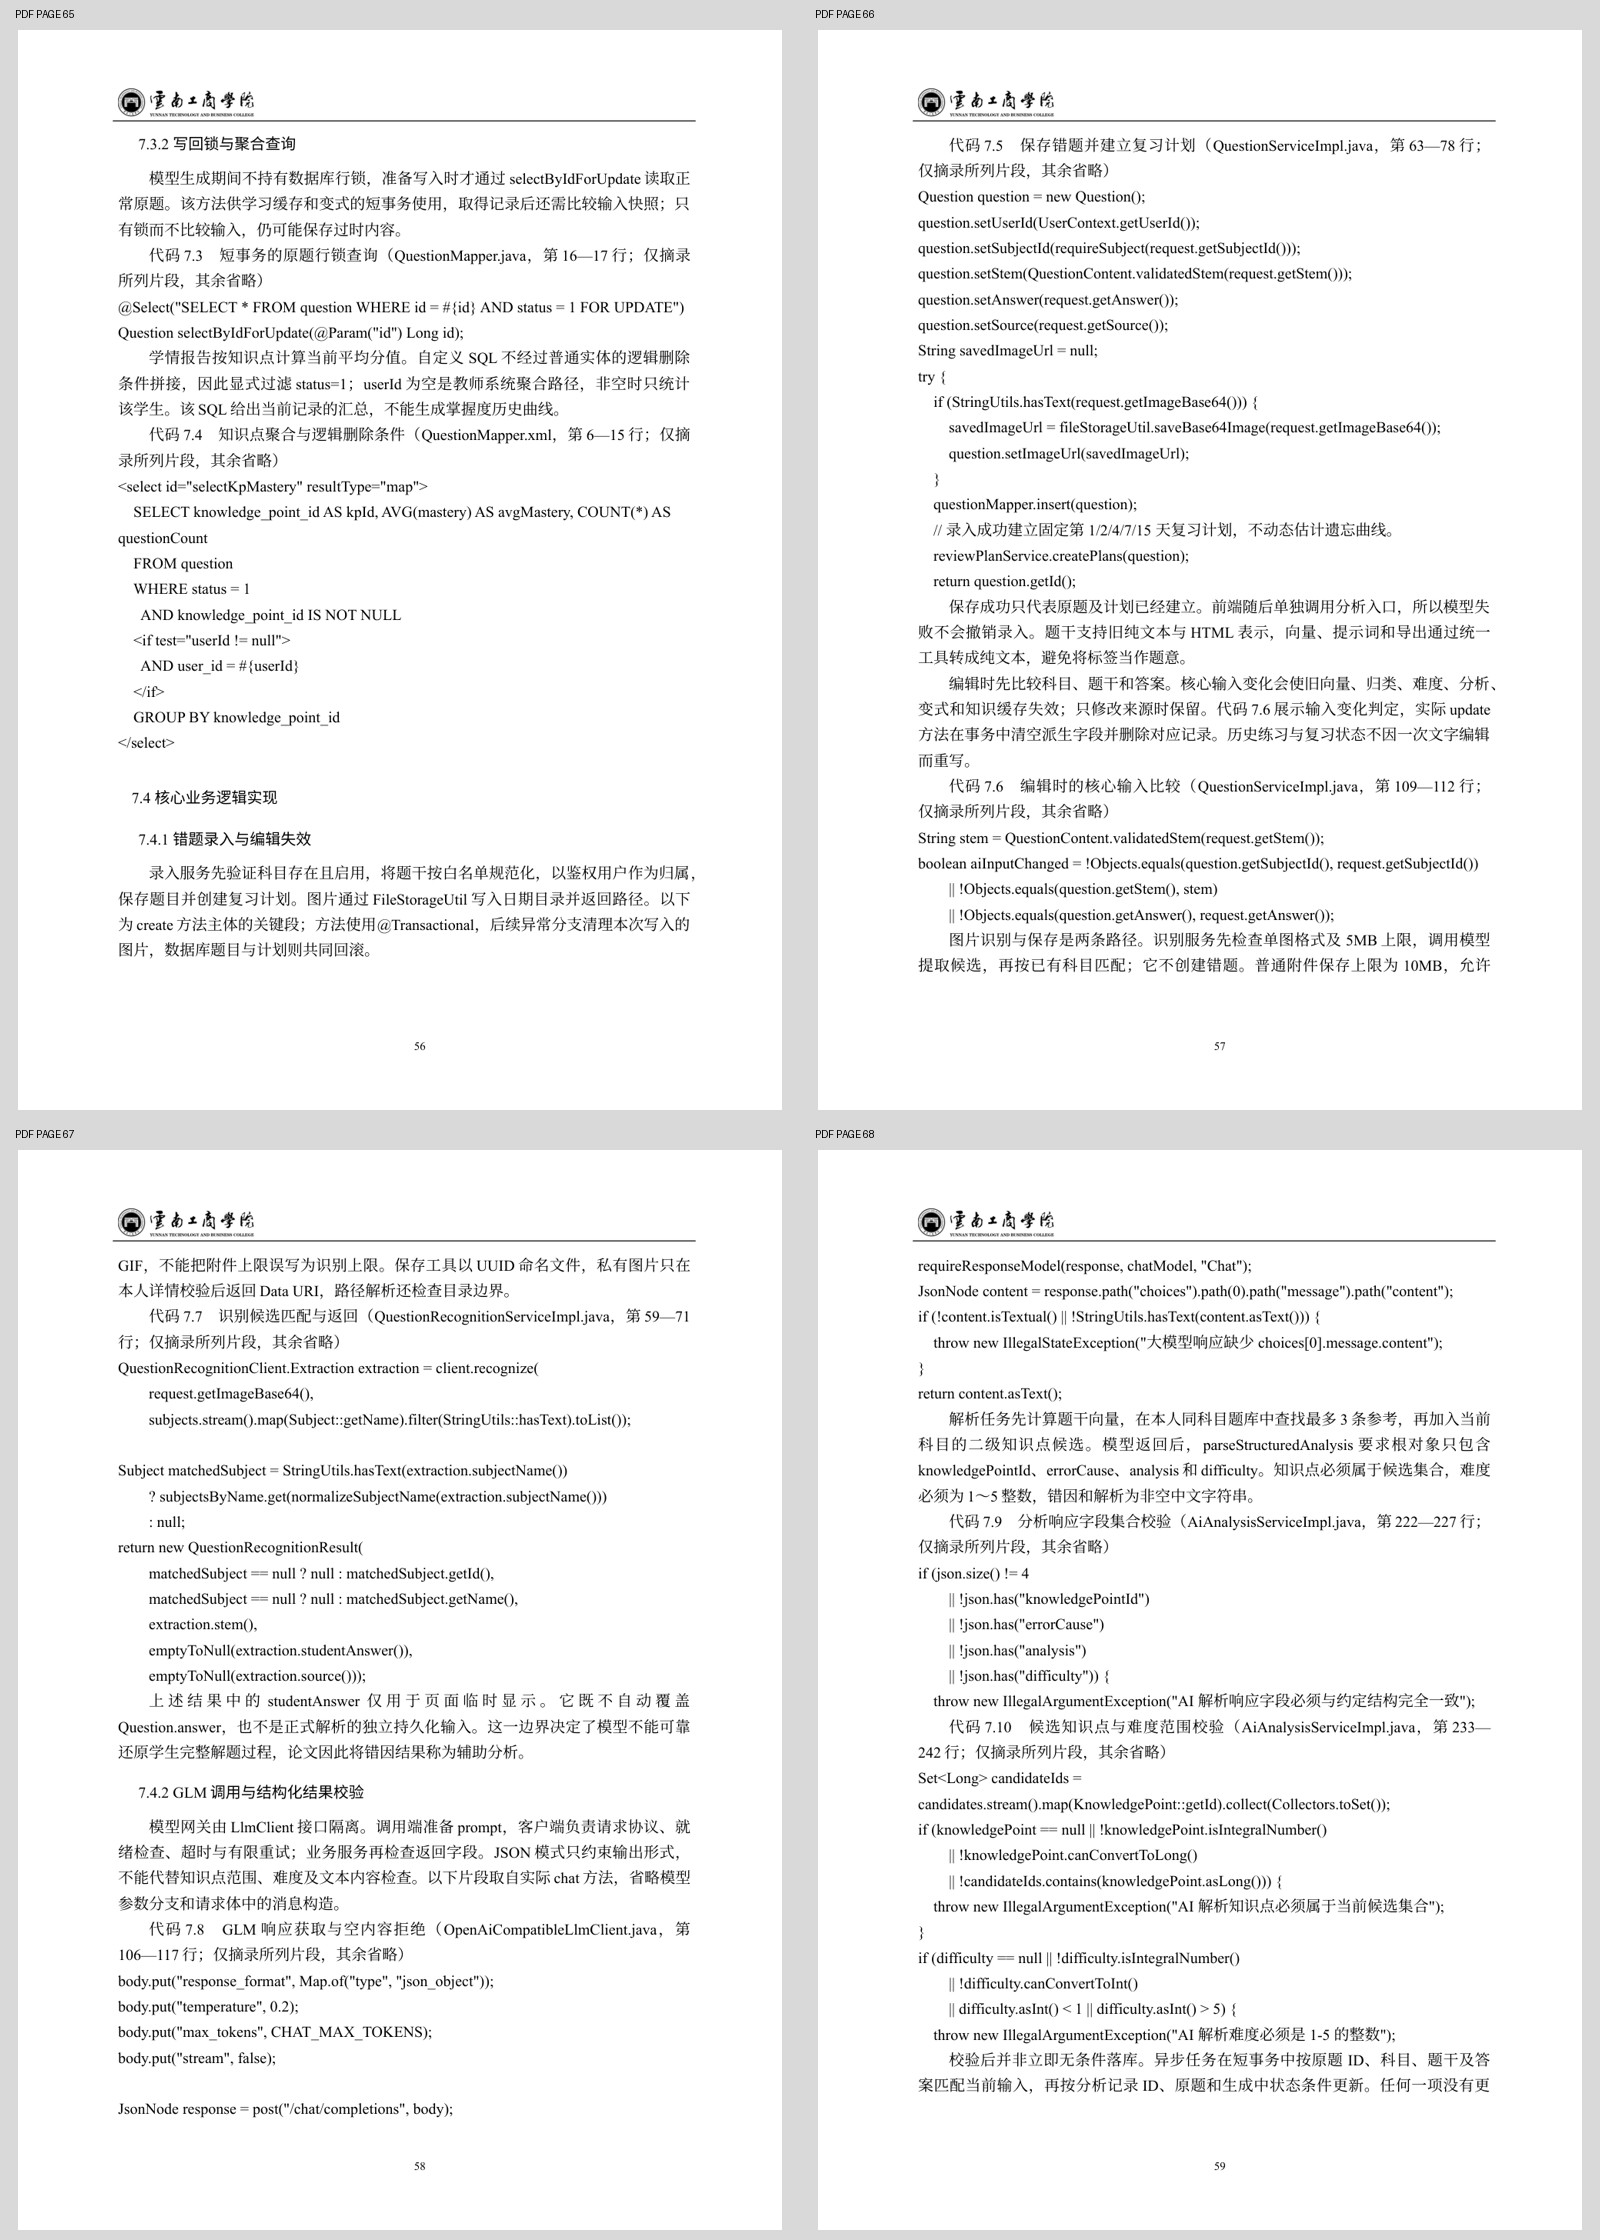 PDF PAGE 65
雲南工商學院
YUNNAN TECHNOLOGY AND BUSINESS COLLEGE
7.3.2 写回锁与聚合查询
模型生成期间不持有数据库行锁，准备写入时才通过 selectByIdForUpdate 读取正
常原题。该方法供学习缓存和变式的短事务使用，取得记录后还需比较输入快照；只
有锁而不比较输入，仍可能保存过时内容。
代码 7.3　短事务的原题行锁查询（QuestionMapper.java，第 16—17 行；仅摘录
所列片段，其余省略）
@Select("SELECT * FROM question WHERE id = #{id} AND status = 1 FOR UPDATE")
Question selectByIdForUpdate(@Param("id") Long id);
学情报告按知识点计算当前平均分值。自定义 SQL 不经过普通实体的逻辑删除
条件拼接，因此显式过滤 status=1；userId 为空是教师系统聚合路径，非空时只统计
该学生。该 SQL 给出当前记录的汇总，不能生成掌握度历史曲线。
代码 7.4　知识点聚合与逻辑删除条件（QuestionMapper.xml，第 6—15 行；仅摘
录所列片段，其余省略）
<select id="selectKpMastery" resultType="map">
SELECT knowledge_point_id AS kpId, AVG(mastery) AS avgMastery, COUNT(*) AS
questionCount
FROM question
WHERE status = 1
AND knowledge_point_id IS NOT NULL
<if test="userId != null">
AND user_id = #{userId}
</if>
GROUP BY knowledge_point_id
</select>
7.4 核心业务逻辑实现
7.4.1 错题录入与编辑失效
录入服务先验证科目存在且启用，将题干按白名单规范化，以鉴权用户作为归属，
保存题目并创建复习计划。图片通过 FileStorageUtil 写入日期目录并返回路径。以下
为 create 方法主体的关键段；方法使用@Transactional，后续异常分支清理本次写入的
图片，数据库题目与计划则共同回滚。
56
PDF PAGE 66
雲南工商學院
YUNNAN TECHNOLOGY AND BUSINESS COLLEGE
代码 7.5　保存错题并建立复习计划（QuestionServiceImpl.java，第 63—78 行；
仅摘录所列片段，其余省略）
Question question = new Question();
question.setUserId(UserContext.getUserId());
question.setSubjectId(requireSubject(request.getSubjectId()));
question.setStem(QuestionContent.validatedStem(request.getStem()));
question.setAnswer(request.getAnswer());
question.setSource(request.getSource());
String savedImageUrl = null;
try {
if (StringUtils.hasText(request.getImageBase64())) {
savedImageUrl = fileStorageUtil.saveBase64Image(request.getImageBase64());
question.setImageUrl(savedImageUrl);
}
questionMapper.insert(question);
// 录入成功建立固定第 1/2/4/7/15 天复习计划，不动态估计遗忘曲线。
reviewPlanService.createPlans(question);
return question.getId();
保存成功只代表原题及计划已经建立。前端随后单独调用分析入口，所以模型失
败不会撤销录入。题干支持旧纯文本与 HTML 表示，向量、提示词和导出通过统一
工具转成纯文本，避免将标签当作题意。
编辑时先比较科目、题干和答案。核心输入变化会使旧向量、归类、难度、分析、
变式和知识缓存失效；只修改来源时保留。代码 7.6 展示输入变化判定，实际 update
方法在事务中清空派生字段并删除对应记录。历史练习与复习状态不因一次文字编辑
而重写。
代码 7.6　编辑时的核心输入比较（QuestionServiceImpl.java，第 109—112 行；
仅摘录所列片段，其余省略）
String stem = QuestionContent.validatedStem(request.getStem());
boolean aiInputChanged = !Objects.equals(question.getSubjectId(), request.getSubjectId())
|| !Objects.equals(question.getStem(), stem)
|| !Objects.equals(question.getAnswer(), request.getAnswer());
图片识别与保存是两条路径。识别服务先检查单图格式及 5MB 上限，调用模型
提取候选，再按已有科目匹配；它不创建错题。普通附件保存上限为 10MB，允许
57
PDF PAGE 67
雲南工商學院
YUNNAN TECHNOLOGY AND BUSINESS COLLEGE
GIF，不能把附件上限误写为识别上限。保存工具以 UUID 命名文件，私有图片只在
本人详情校验后返回 Data URI，路径解析还检查目录边界。
代码 7.7　识别候选匹配与返回（QuestionRecognitionServiceImpl.java，第 59—71
行；仅摘录所列片段，其余省略）
QuestionRecognitionClient.Extraction extraction = client.recognize(
request.getImageBase64(),
subjects.stream().map(Subject::getName).filter(StringUtils::hasText).toList());
Subject matchedSubject = StringUtils.hasText(extraction.subjectName())
? subjectsByName.get(normalizeSubjectName(extraction.subjectName()))
: null;
return new QuestionRecognitionResult(
matchedSubject == null ? null : matchedSubject.getId(),
matchedSubject == null ? null : matchedSubject.getName(),
extraction.stem(),
emptyToNull(extraction.studentAnswer()),
emptyToNull(extraction.source()));
上述结果中的 studentAnswer 仅用于页面临时显示。它既不自动覆盖
Question.answer，也不是正式解析的独立持久化输入。这一边界决定了模型不能可靠
还原学生完整解题过程，论文因此将错因结果称为辅助分析。
7.4.2 GLM 调用与结构化结果校验
模型网关由 LlmClient 接口隔离。调用端准备 prompt，客户端负责请求协议、就
绪检查、超时与有限重试；业务服务再检查返回字段。JSON 模式只约束输出形式，
不能代替知识点范围、难度及文本内容检查。以下片段取自实际 chat 方法，省略模型
参数分支和请求体中的消息构造。
代码 7.8　GLM 响应获取与空内容拒绝（OpenAiCompatibleLlmClient.java，第
106—117 行；仅摘录所列片段，其余省略）
body.put("response_format", Map.of("type", "json_object"));
body.put("temperature", 0.2);
body.put("max_tokens", CHAT_MAX_TOKENS);
body.put("stream", false);
JsonNode response = post("/chat/completions", body);
58
PDF PAGE 68
雲南工商學院
YUNNAN TECHNOLOGY AND BUSINESS COLLEGE
requireResponseModel(response, chatModel, "Chat");
JsonNode content = response.path("choices").path(0).path("message").path("content");
if (!content.isTextual() || !StringUtils.hasText(content.asText())) {
throw new IllegalStateException("大模型响应缺少 choices[0].message.content");
}
return content.asText();
解析任务先计算题干向量，在本人同科目题库中查找最多 3 条参考，再加入当前
科目的二级知识点候选。模型返回后，parseStructuredAnalysis 要求根对象只包含
knowledgePointId、errorCause、analysis 和 difficulty。知识点必须属于候选集合，难度
必须为 1～5 整数，错因和解析为非空中文字符串。
代码 7.9　分析响应字段集合校验（AiAnalysisServiceImpl.java，第 222—227 行；
仅摘录所列片段，其余省略）
if (json.size() != 4
|| !json.has("knowledgePointId")
|| !json.has("errorCause")
|| !json.has("analysis")
|| !json.has("difficulty")) {
throw new IllegalArgumentException("AI 解析响应字段必须与约定结构完全一致");
代码 7.10　候选知识点与难度范围校验（AiAnalysisServiceImpl.java，第 233—
242 行；仅摘录所列片段，其余省略）
Set<Long> candidateIds =
candidates.stream().map(KnowledgePoint::getId).collect(Collectors.toSet());
if (knowledgePoint == null || !knowledgePoint.isIntegralNumber()
|| !knowledgePoint.canConvertToLong()
|| !candidateIds.contains(knowledgePoint.asLong())) {
throw new IllegalArgumentException("AI 解析知识点必须属于当前候选集合");
}
if (difficulty == null || !difficulty.isIntegralNumber()
|| !difficulty.canConvertToInt()
|| difficulty.asInt() < 1 || difficulty.asInt() > 5) {
throw new IllegalArgumentException("AI 解析难度必须是 1-5 的整数");
校验后并非立即无条件落库。异步任务在短事务中按原题 ID、科目、题干及答
案匹配当前输入，再按分析记录 ID、原题和生成中状态条件更新。任何一项没有更
59